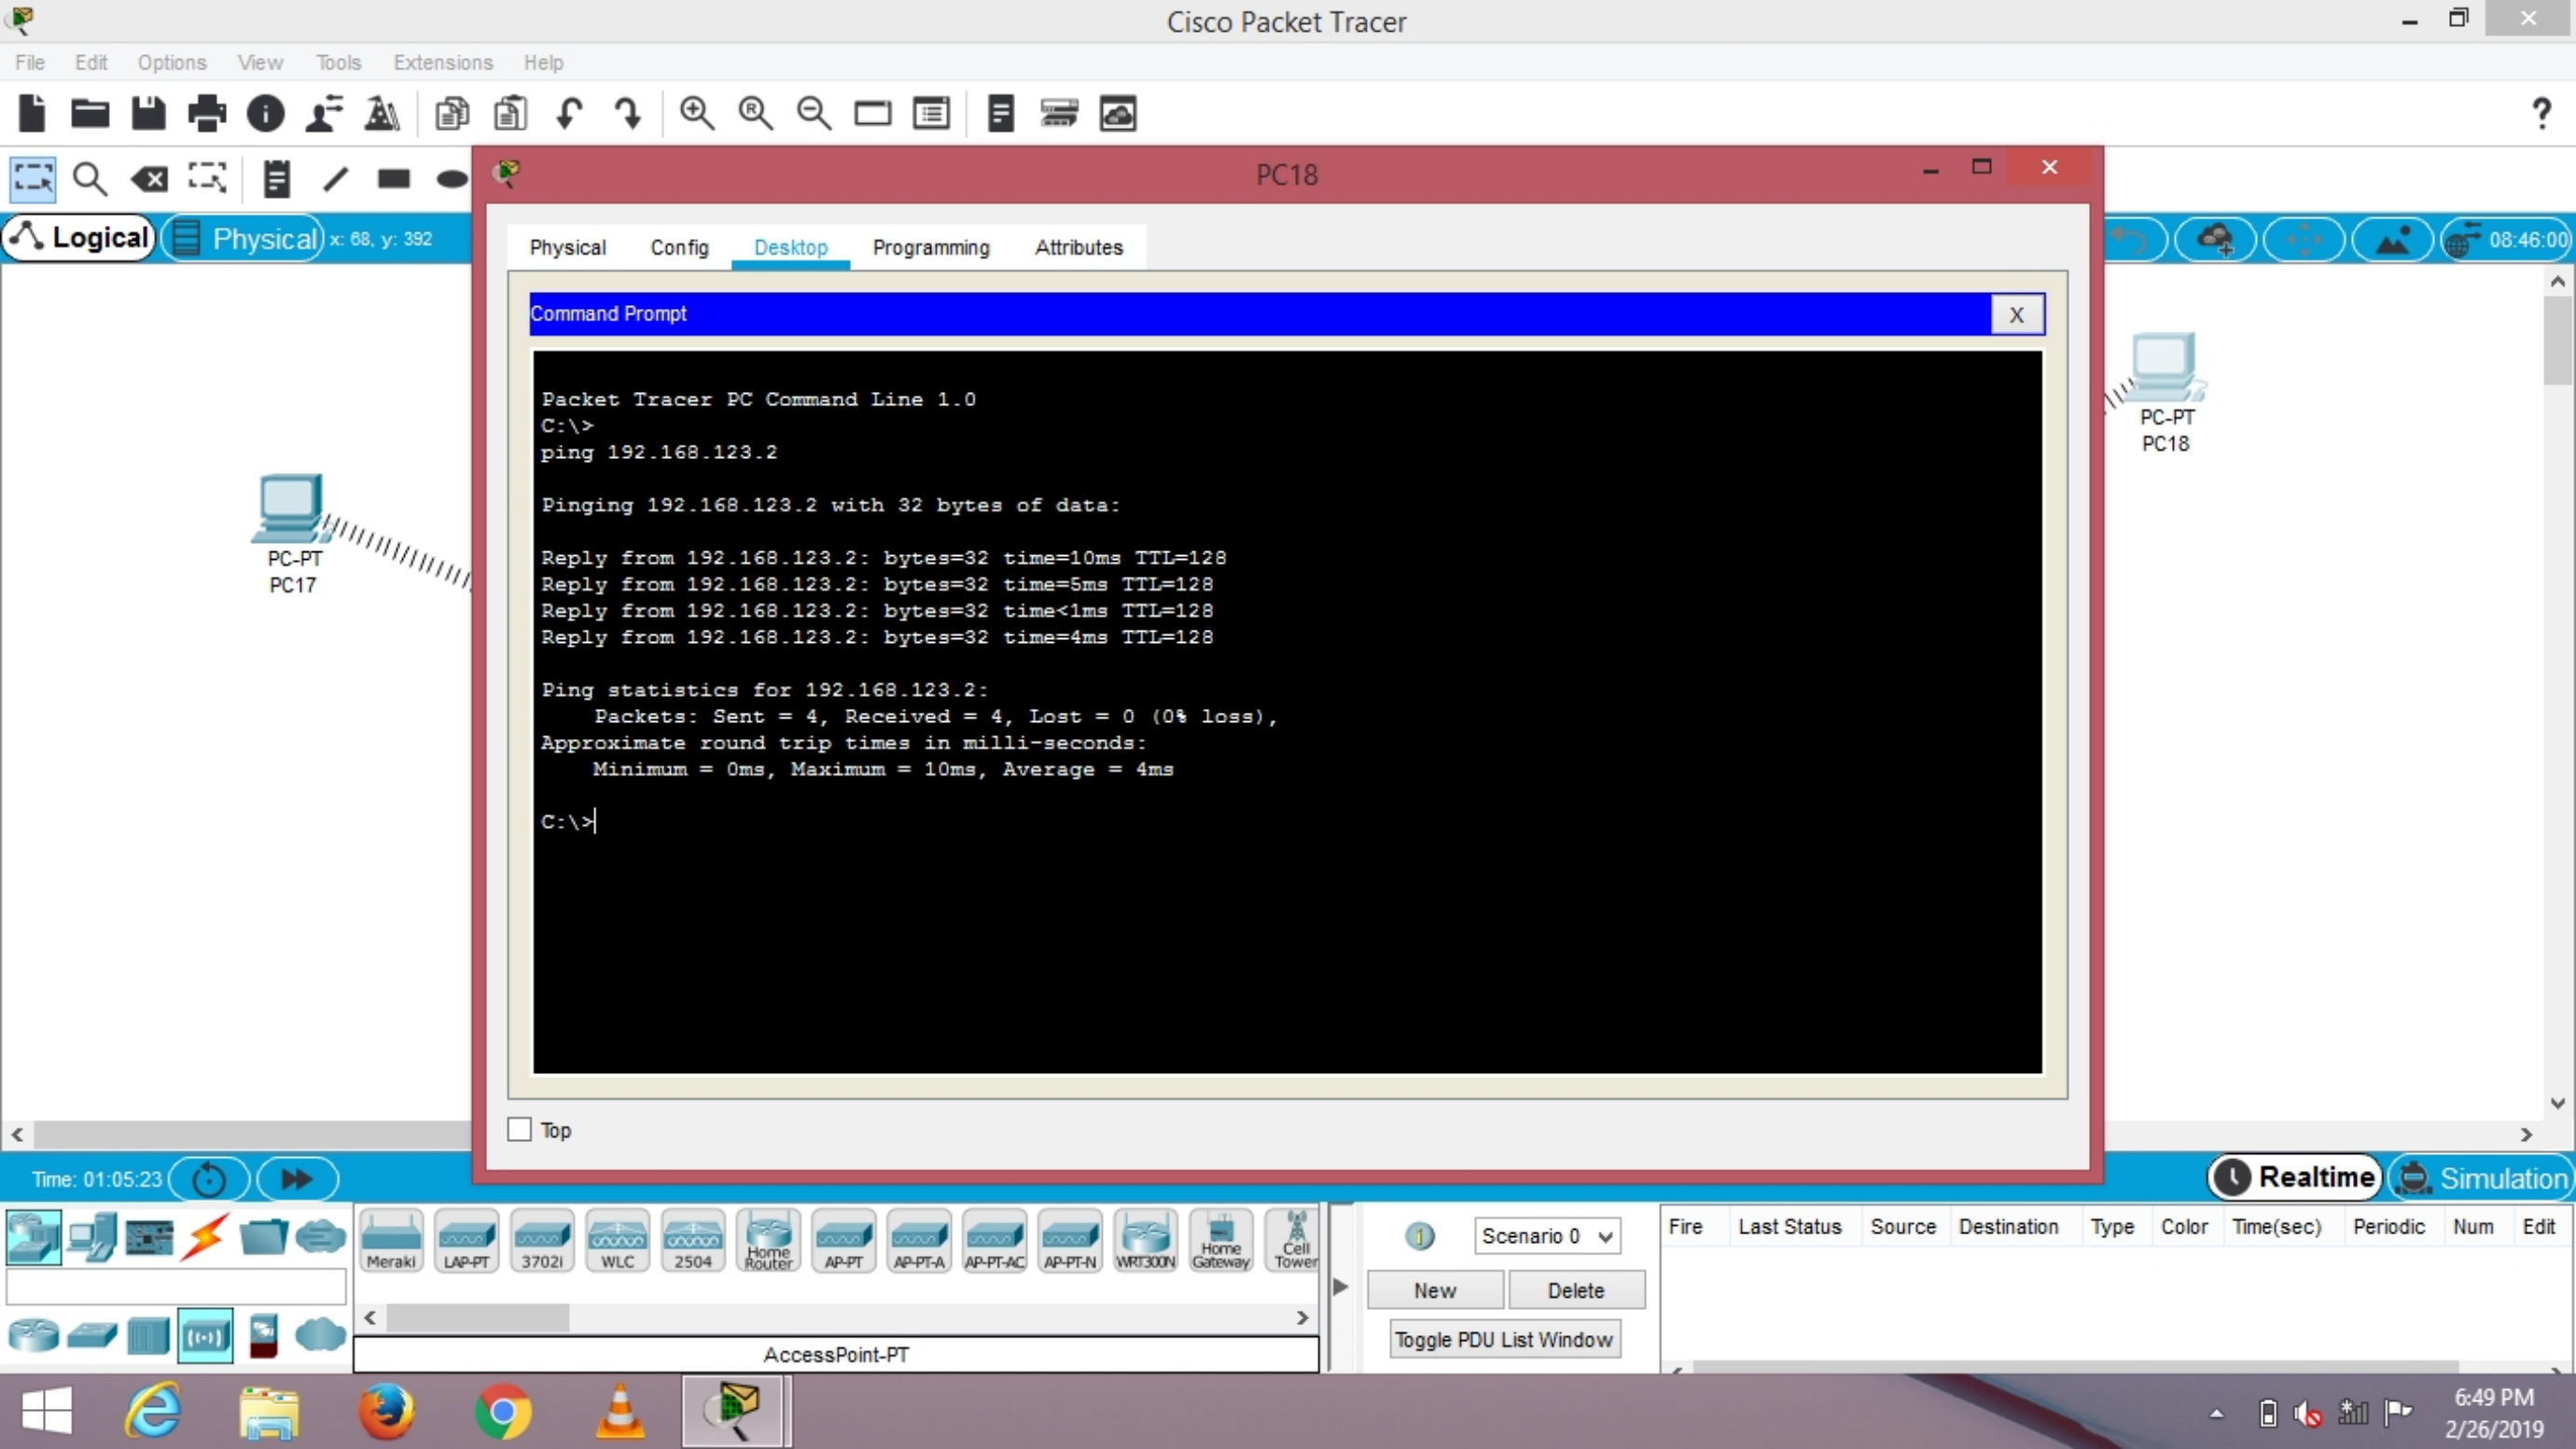 Cisco Packet Tracer
File Edit Options View Tools Extensions Help
PC18
Logical Physical x: 68, y: 392
08:46:00
Physical Config Desktop Programming Attributes
Command Prompt X
Packet Tracer PC Command Line 1.0
C:\>
ping 192.168.123.2
Pinging 192.168.123.2 with 32 bytes of data:
Reply from 192.168.123.2: bytes=32 time=10ms TTL=128
Reply from 192.168.123.2: bytes=32 time=5ms TTL=128
Reply from 192.168.123.2: bytes=32 time<1ms TTL=128
Reply from 192.168.123.2: bytes=32 time=4ms TTL=128
Ping statistics for 192.168.123.2:
Packets: Sent = 4, Received = 4, Lost = 0 (0% loss),
Approximate round trip times in milli-seconds:
Minimum = 0ms, Maximum = 10ms, Average = 4ms
C:\>
PC-PT
PC17
PC-PT
PC18
Top
Time: 01:05:23
Realtime Simulation
Meraki LAP-PT 3702i WLC 2504 Home Router AP-PT AP-PT-A AP-PT-AC AP-PT-N WRT300N Home Gateway Cell Tower
AccessPoint-PT
Scenario 0
New Delete
Toggle PDU List Window
Fire Last Status Source Destination Type Color Time(sec) Periodic Num Edit
6:49 PM
2/26/2019